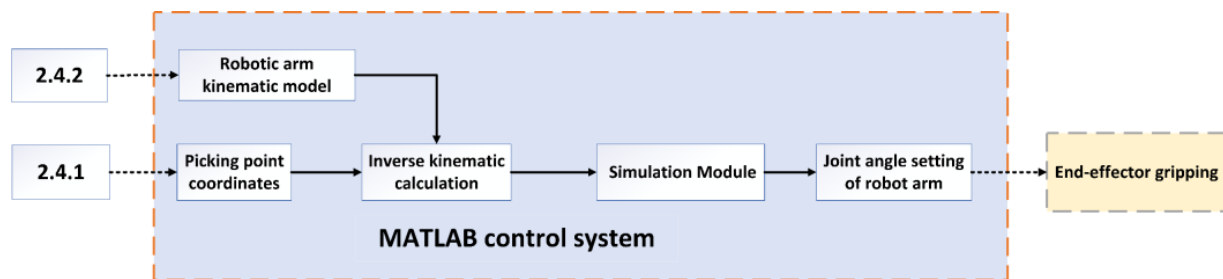 2.4.2
Robotic arm
kinematic model
2.4.1
Picking point
coordinates
Inverse kinematic
calculation
Simulation Module
Joint angle setting
of robot arm
End-effector gripping
MATLAB control system